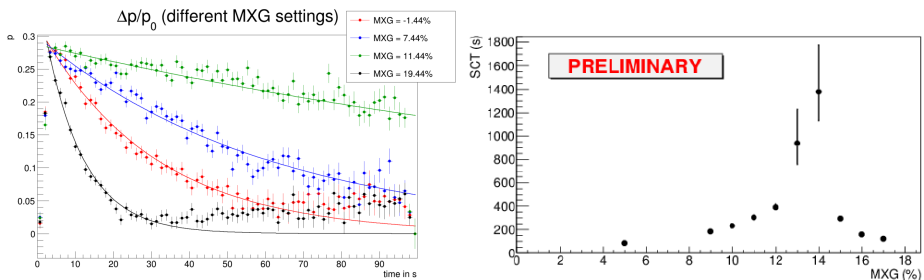 Δp/p0 (different MXG settings)
MXG = -1.44%
MXG = 7.44%
MXG = 11.44%
MXG = 19.44%
p
0.3
0.25
0.2
0.15
0.1
0.05
0
0 10 20 30 40 50 60 70 80 90
time in s
SCT (s)
1800
1600
1400
1200
1000
800
600
400
200
0
PRELIMINARY
0 2 4 6 8 10 12 14 16 18
MXG (%)